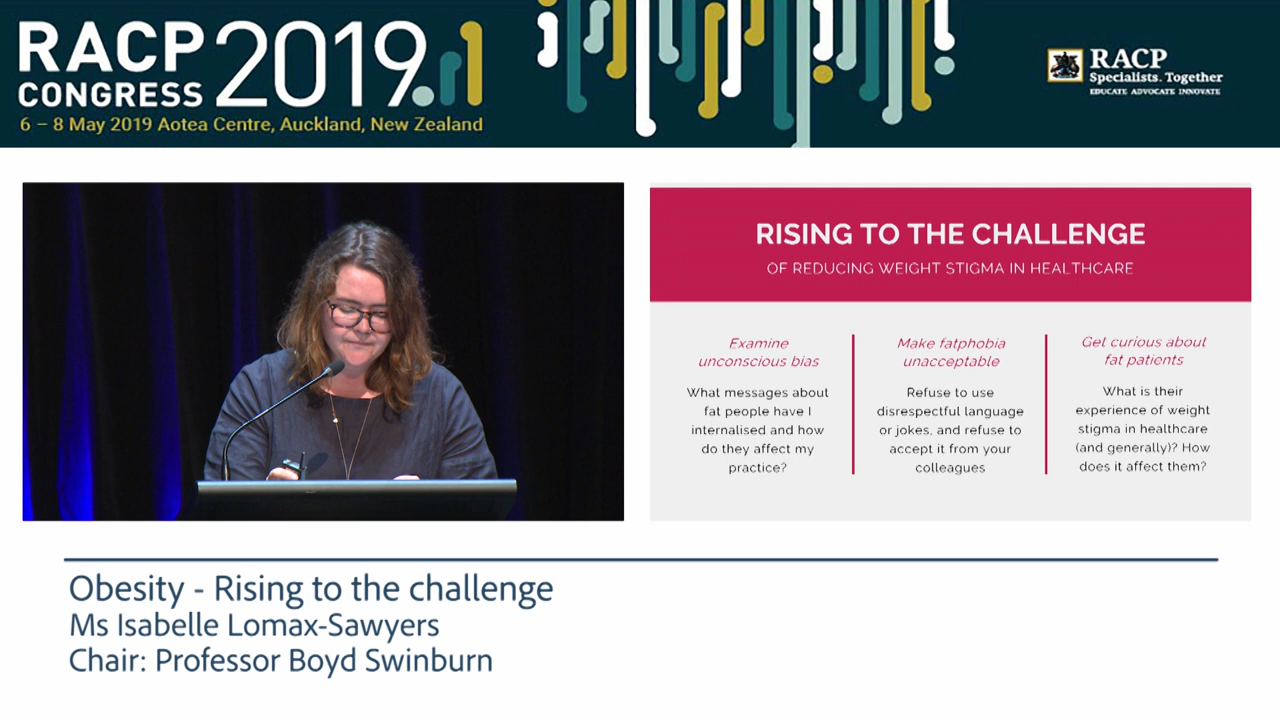 RACP
CONGRESS
2019
6 – 8 May 2019 Aotea Centre, Auckland, New Zealand
RACP
Specialists. Together
EDUCATE ADVOCATE INNOVATE
RISING TO THE CHALLENGE
OF REDUCING WEIGHT STIGMA IN HEALTHCARE
Examine
unconscious bias
What messages about
fat people have I
internalised and how
do they affect my
practice?
Make fatphobia
unacceptable
Refuse to use
disrespectful language
or jokes, and refuse to
accept it from your
colleagues
Get curious about
fat patients
What is their
experience of weight
stigma in healthcare
(and generally)? How
does it affect them?
Obesity - Rising to the challenge
Ms Isabelle Lomax-Sawyers
Chair: Professor Boyd Swinburn